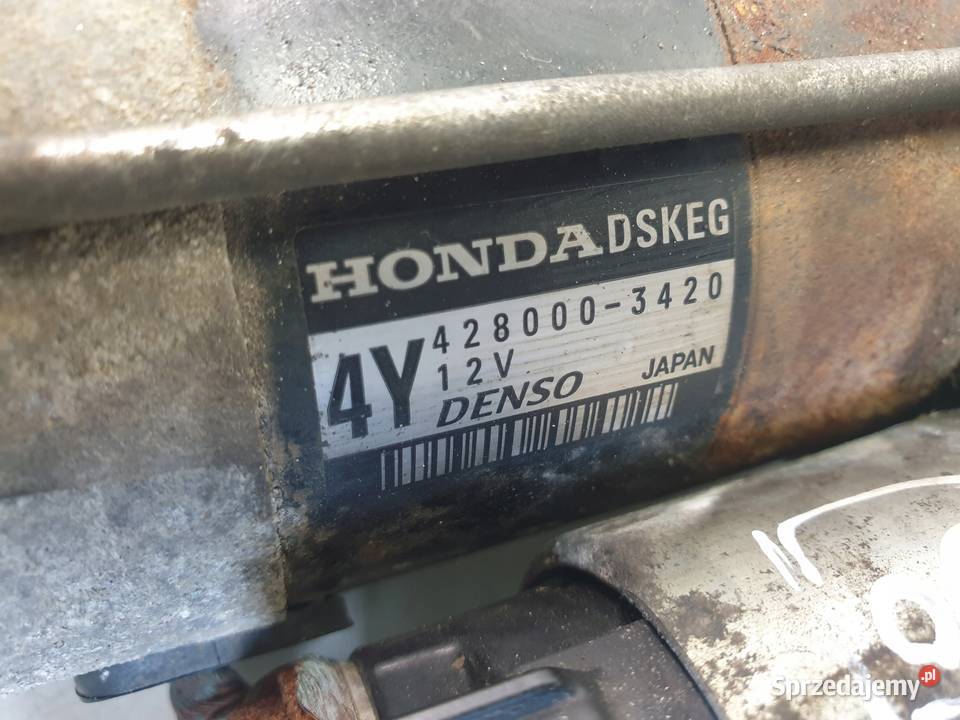 HONDA DSKEG
4Y 428000-3420
12V
DENSO JAPAN
Sprzedajemy.pl